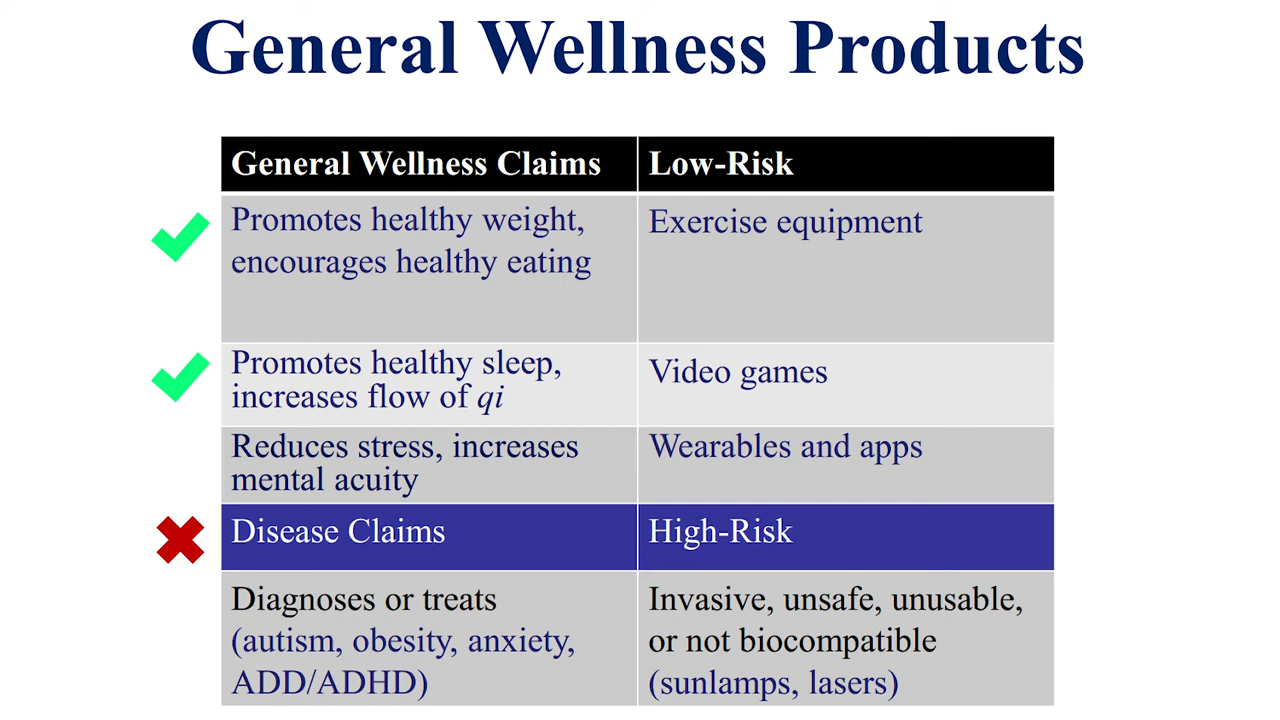 General Wellness Products
General Wellness Claims
Low-Risk
Promotes healthy weight,
encourages healthy eating
Exercise equipment
Promotes healthy sleep,
increases flow of qi
Video games
Reduces stress, increases
mental acuity
Wearables and apps
Disease Claims
High-Risk
Diagnoses or treats
(autism, obesity, anxiety,
ADD/ADHD)
Invasive, unsafe, unusable,
or not biocompatible
(sunlamps, lasers)